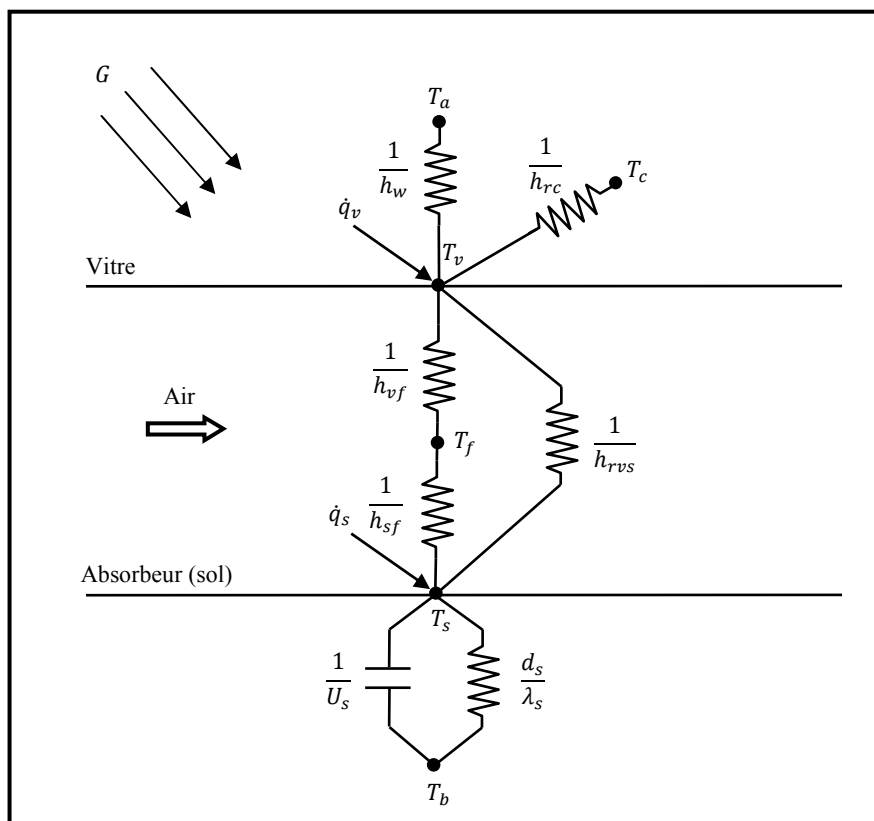 G
T_a
1/h_w
1/h_rc
T_c
q̇_v
T_v
Vitre
1/h_vf
Air
T_f
1/h_rvs
1/h_sf
q̇_s
Absorbeur (sol)
T_s
1/U_s
d_s/λ_s
T_b